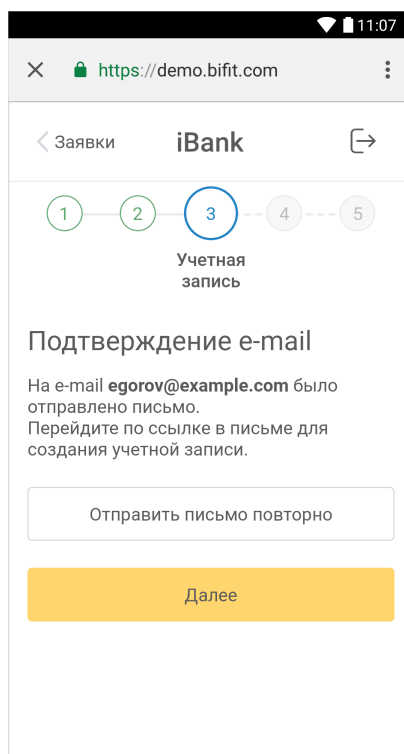 11:07
https://demo.bifit.com
Заявки
iBank
1
2
3
4
5
Учетная
запись
Подтверждение e-mail
На e-mail egorov@example.com было
отправлено письмо.
Перейдите по ссылке в письме для
создания учетной записи.
Отправить письмо повторно
Далее